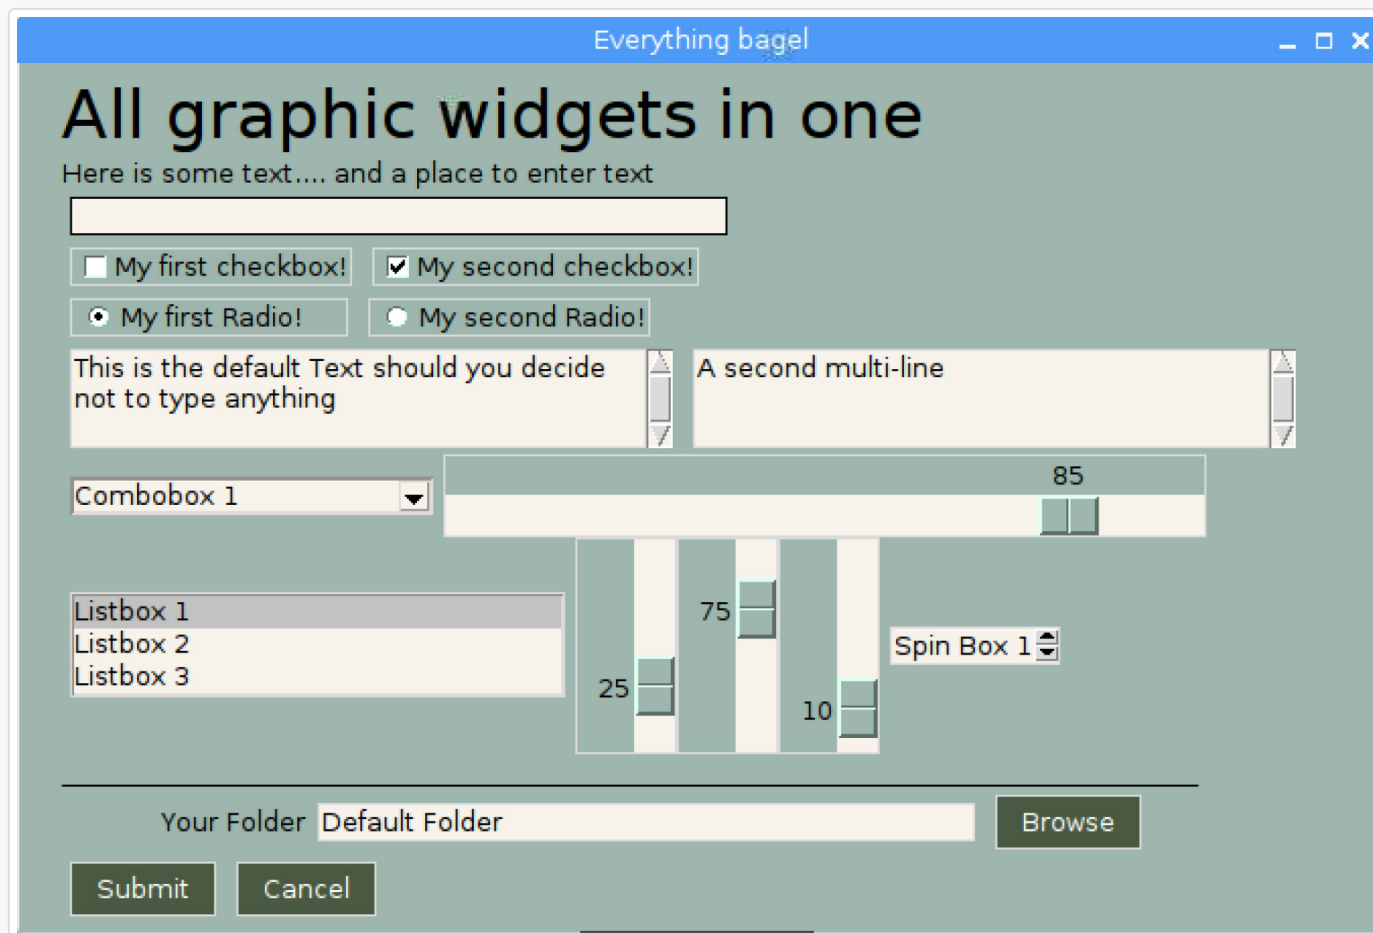 Everything bagel
All graphic widgets in one
Here is some text.... and a place to enter text
My first checkbox! My second checkbox!
My first Radio! My second Radio!
This is the default Text should you decide
not to type anything
A second multi-line
85
Combobox 1
Listbox 1
Listbox 2
Listbox 3
25
75
10
Spin Box 1
Your Folder Default Folder Browse
Submit Cancel